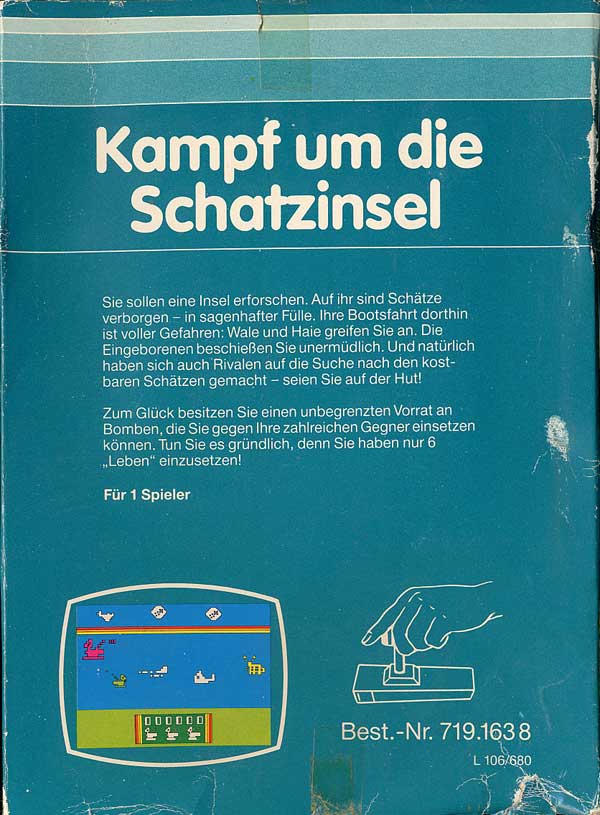 Kampf um die
Schatzinsel
Sie sollen eine Insel erforschen. Auf ihr sind Schätze
verborgen – in sagenhafter Fülle. Ihre Bootsfahrt dorthin
ist voller Gefahren: Wale und Haie greifen Sie an. Die
Eingeborenen beschießen Sie unermüdlich. Und natürlich
haben sich auch Rivalen auf die Suche nach den kost-
baren Schätzen gemacht – seien Sie auf der Hut!
Zum Glück besitzen Sie einen unbegrenzten Vorrat an
Bomben, die Sie gegen Ihre zahlreichen Gegner einsetzen
können. Tun Sie es gründlich, denn Sie haben nur 6
„Leben“ einzusetzen!
Für 1 Spieler
000000
Best.-Nr. 719.163 8
L 106/680